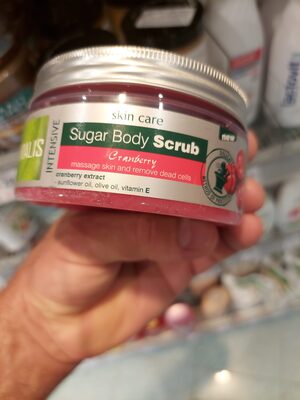 skin care
ALIS
INTENSIVE
Sugar Body Scrub
Cranberry
massage skin and remove dead cells
cranberry extract
- sunflower oil, olive oil, vitamin E